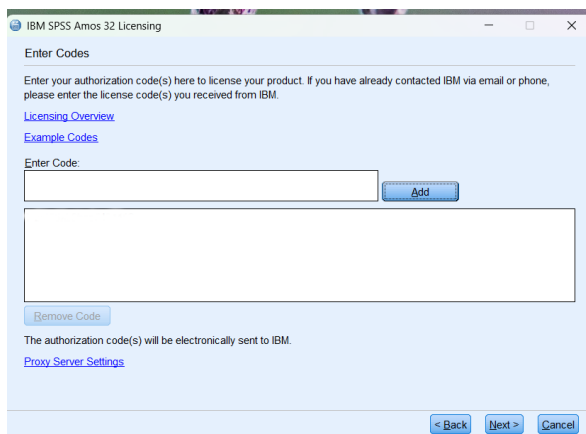 IBM SPSS Amos 32 Licensing
Enter Codes
Enter your authorization code(s) here to license your product. If you have already contacted IBM via email or phone,
please enter the license code(s) you received from IBM.
Licensing Overview
Example Codes
Enter Code:
Add
Remove Code
The authorization code(s) will be electronically sent to IBM.
Proxy Server Settings
< Back Next > Cancel